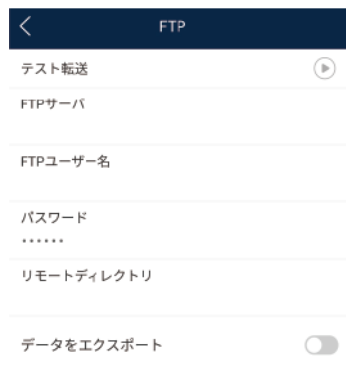 FTP
テスト転送
FTPサーバ
FTPユーザー名
パスワード
••••••
リモートディレクトリ
データをエクスポート